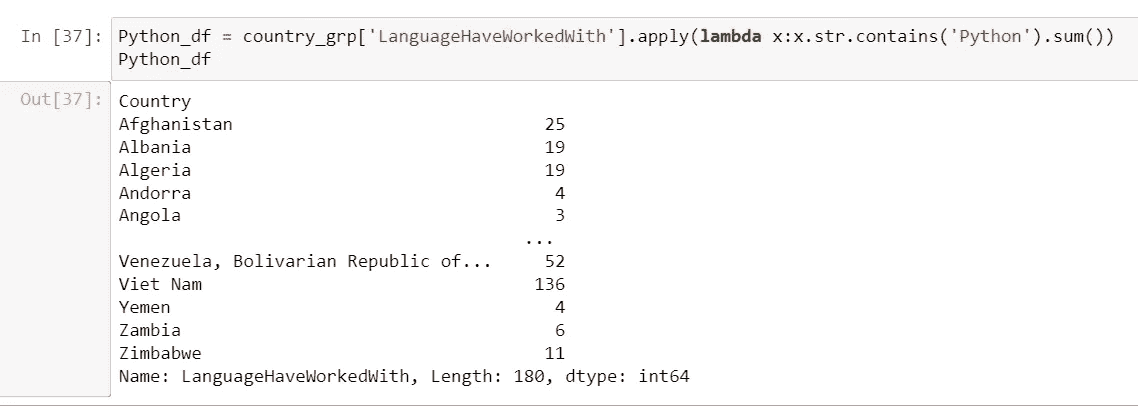 In [37]: Python_df = country_grp['LanguageHaveWorkedWith'].apply(lambda x:x.str.contains('Python').sum())
Python_df
Out[37]: Country
Afghanistan 25
Albania 19
Algeria 19
Andorra 4
Angola 3
...
Venezuela, Bolivarian Republic of... 52
Viet Nam 136
Yemen 4
Zambia 6
Zimbabwe 11
Name: LanguageHaveWorkedWith, Length: 180, dtype: int64